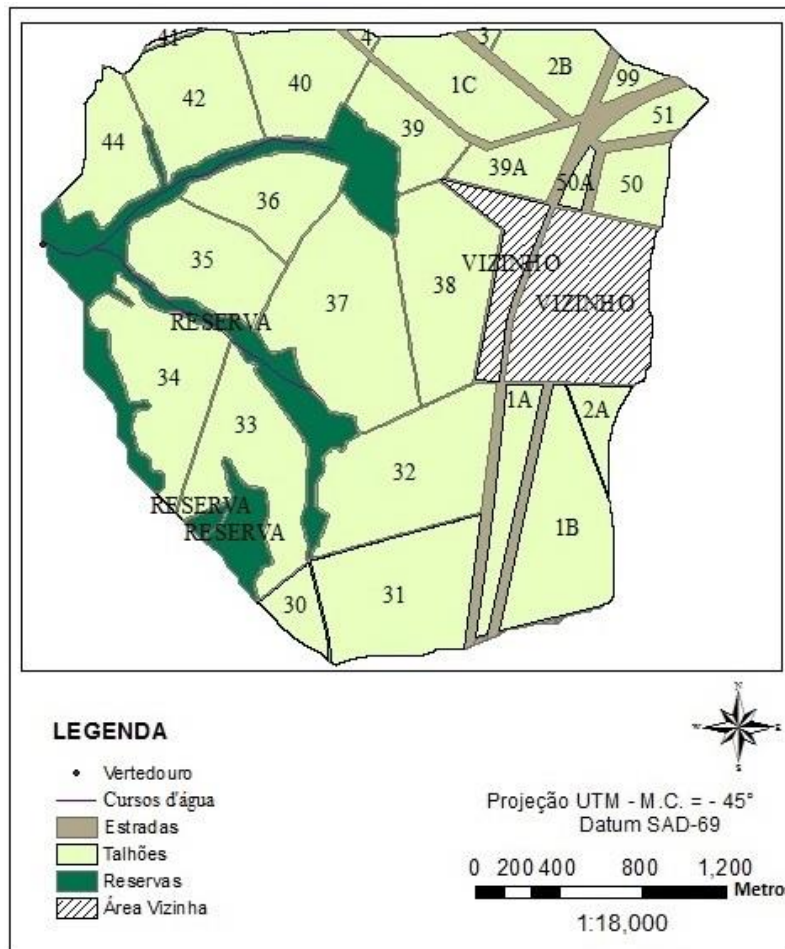 41
4
3
42
40
1C
2B
99
51
44
39
39A
50A
50
36
35
37
38
VIZINHO
VIZINHO
RESERVA
34
33
1A
2A
32
RESERVA
RESERVA
1B
30
31
N
W
E
S
LEGENDA
Vertedouro
Cursos d'água
Estradas
Talhões
Reservas
Área Vizinha
Projeção UTM - M.C. = - 45°
Datum SAD-69
0 200 400 800 1,200
Metro
1:18,000